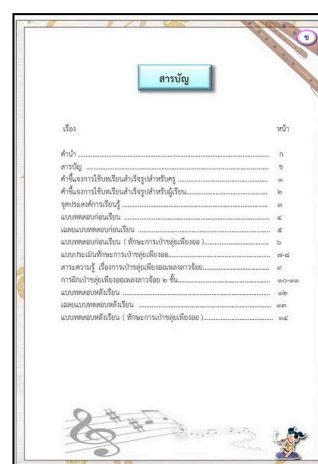 ข
สารบัญ
เรื่อง หน้า
คำนำ ........ ก
สารบัญ ........ ข
คำชี้แจงการใช้บทเรียนสำเร็จรูปสำหรับครู ........ ๑
คำชี้แจงการใช้บทเรียนสำเร็จรูปสำหรับผู้เรียน........ ๒
จุดประสงค์การเรียนรู้ ........ ๓
แบบทดสอบก่อนเรียน ........ ๔
เฉลยแบบทดสอบก่อนเรียน ........ ๕
แบบทดสอบก่อนเรียน ( ทักษะการเป่าขลุ่ยเพียงออ )........ ๖
แบบประเมินทักษะการเป่าขลุ่ยเพียงออ........ ๗-๘
สาระความรู้ เรื่องการเป่าขลุ่ยเพียงออเพลงลาวจ้อย........ ๙
การฝึกเป่าขลุ่ยเพียงออเพลงลาวจ้อย ๒ ชั้น........ ๑๐-๑๑
แบบทดสอบหลังเรียน ........ ๑๒
เฉลยแบบทดสอบหลังเรียน ........ ๑๓
แบบทดสอบหลังเรียน ( ทักษะการเป่าขลุ่ยเพียงออ )........ ๑๔